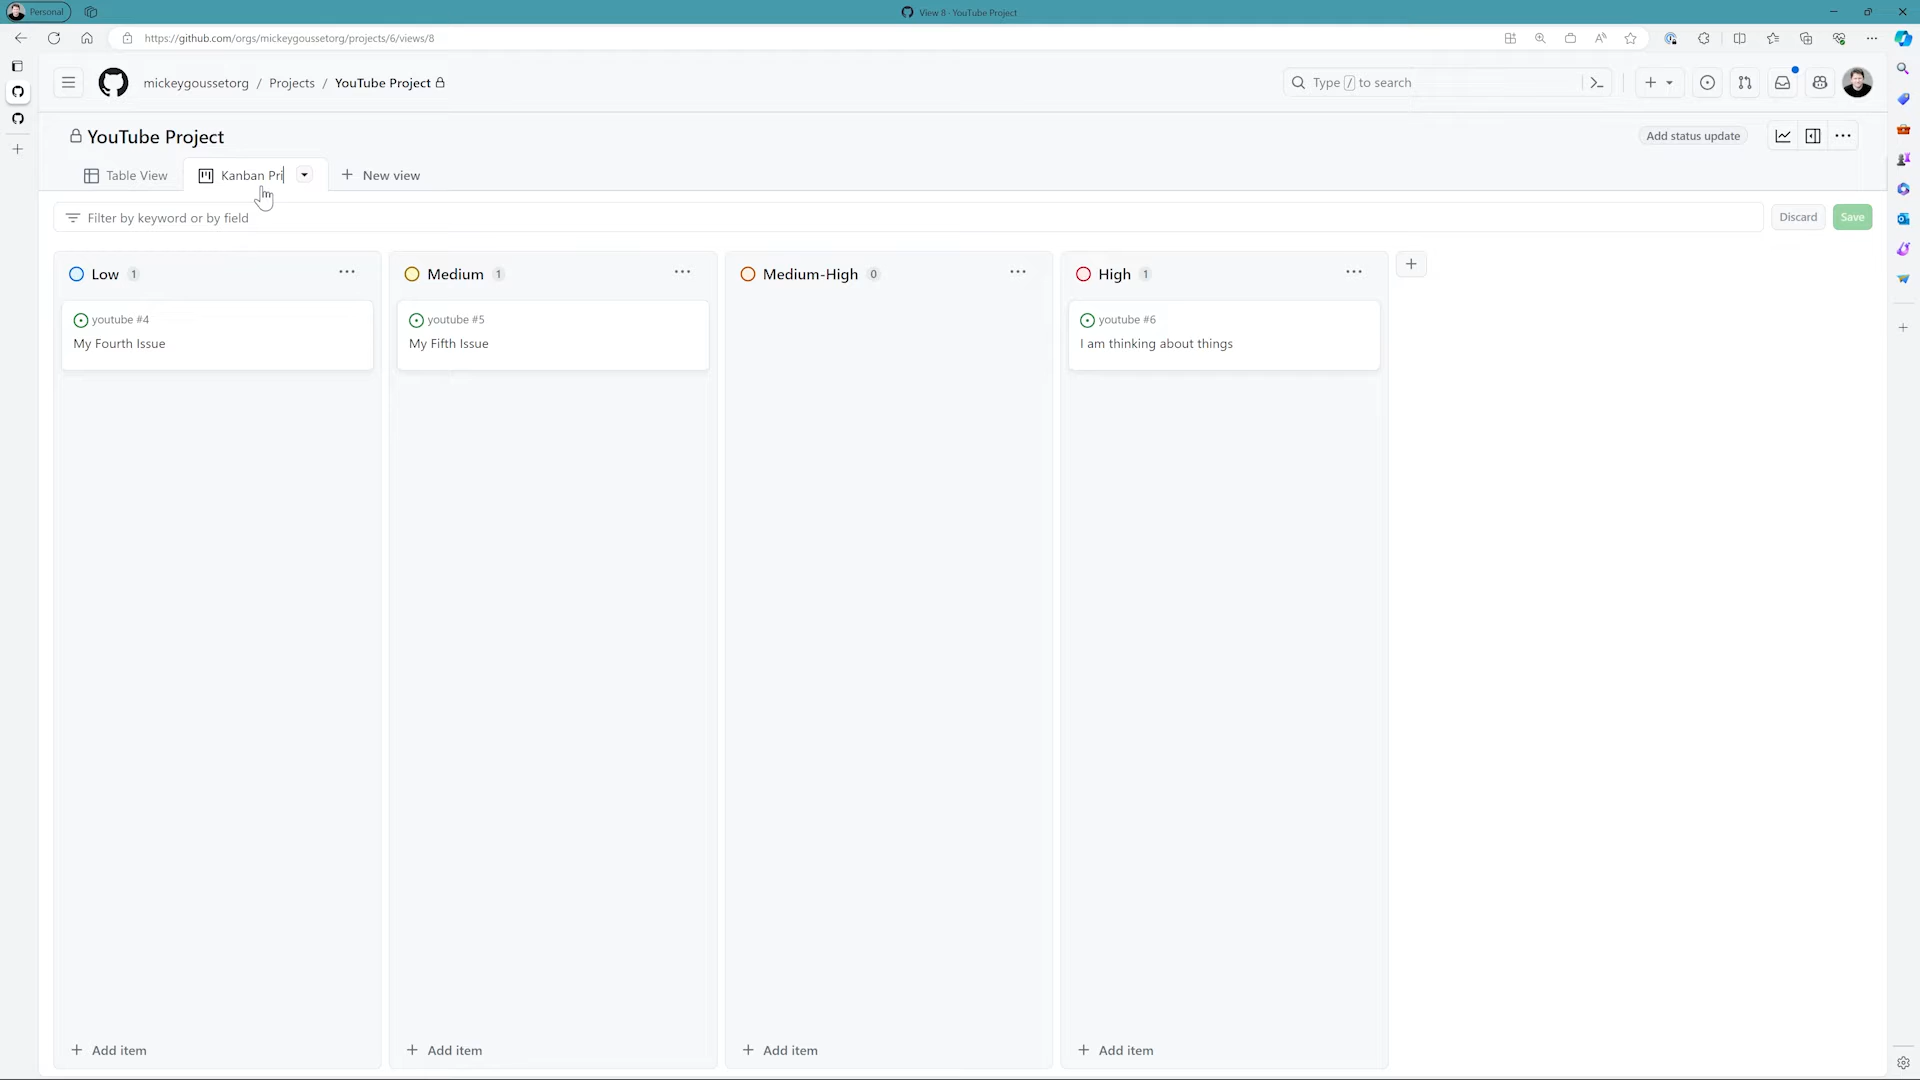 Personal
View 8 · YouTube Project
https://github.com/orgs/mickeygoussetorg/projects/6/views/8
mickeygoussetorg / Projects / YouTube Project
Type / to search
YouTube Project
Add status update
Table View
Kanban Pri
New view
Filter by keyword or by field
Discard
Save
Low 1
Medium 1
Medium-High 0
High 1
youtube #4
My Fourth Issue
youtube #5
My Fifth Issue
youtube #6
I am thinking about things
Add item
Add item
Add item
Add item